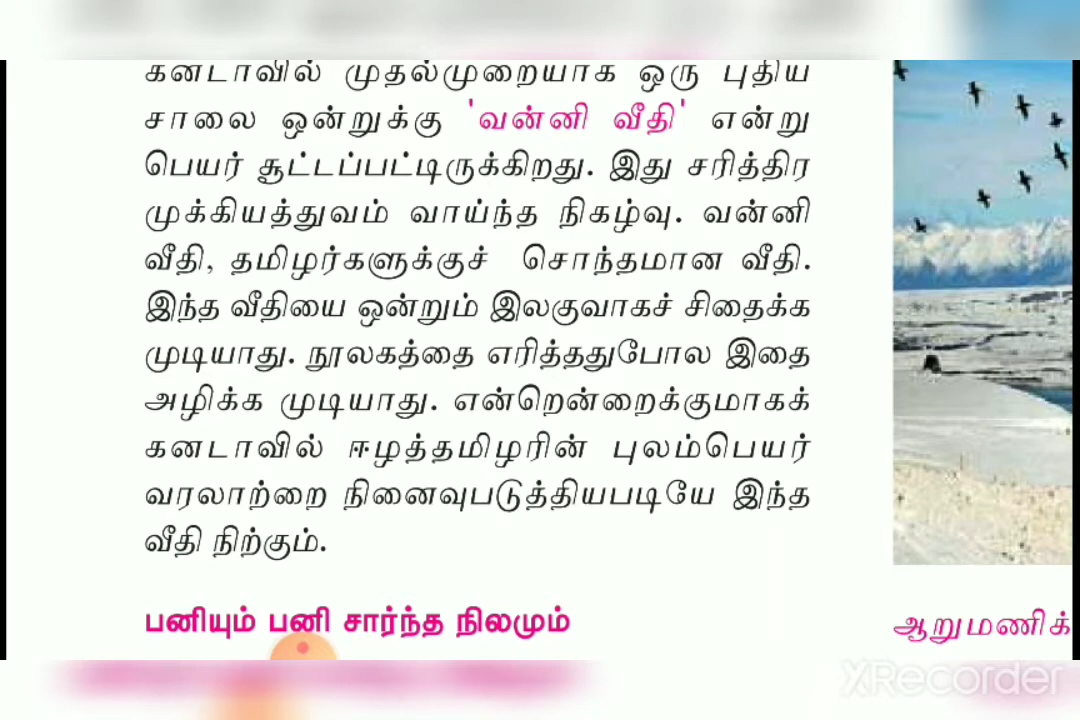 கனடாவில் முதல்முறையாக ஒரு புதிய
சாலை ஒன்றுக்கு 'வன்னி வீதி' என்று
பெயர் சூட்டப்பட்டிருக்கிறது. இது சரித்திர
முக்கியத்துவம் வாய்ந்த நிகழ்வு. வன்னி
வீதி, தமிழர்களுக்குச் சொந்தமான வீதி.
இந்த வீதியை ஒன்றும் இலகுவாகச் சிதைக்க
முடியாது. நூலகத்தை எரித்ததுபோல இதை
அழிக்க முடியாது. என்றென்றைக்குமாகக்
கனடாவில் ஈழத்தமிழரின் புலம்பெயர்
வரலாற்றை நினைவுபடுத்தியபடியே இந்த
வீதி நிற்கும்.
பனியும் பனி சார்ந்த நிலமும்
ஆறுமணிக்
XRecorder